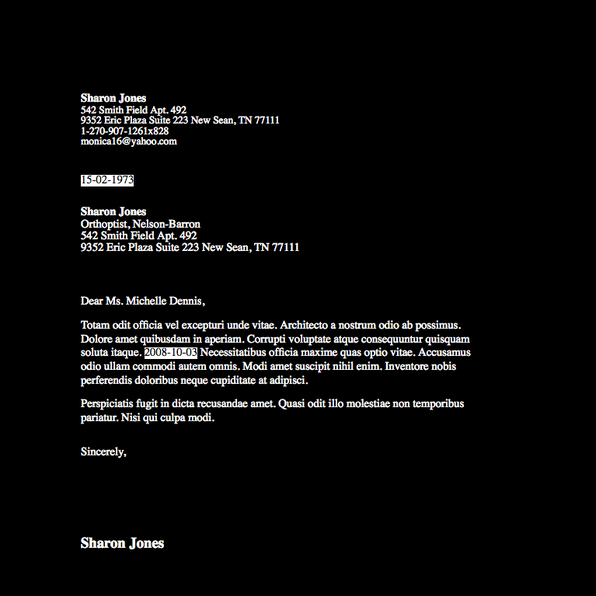 Sharon Jones
542 Smith Field Apt. 492
9352 Eric Plaza Suite 223 New Sean, TN 77111
1-270-907-1261x828
monica16@yahoo.com
15-02-1973
Sharon Jones
Orthoptist, Nelson-Barron
542 Smith Field Apt. 492
9352 Eric Plaza Suite 223 New Sean, TN 77111
Dear Ms. Michelle Dennis,
Totam odit officia vel excepturi unde vitae. Architecto a nostrum odio ab possimus.
Dolore amet quibusdam in aperiam. Corrupti voluptate atque consequuntur quisquam
soluta itaque. 2008-10-03 Necessitatibus officia maxime quas optio vitae. Accusamus
odio ullam commodi autem omnis. Modi amet suscipit nihil enim. Inventore nobis
perferendis doloribus neque cupiditate at adipisci.
Perspiciatis fugit in dicta recusandae amet. Quasi odit illo molestiae non temporibus
pariatur. Nisi qui culpa modi.
Sincerely,
Sharon Jones